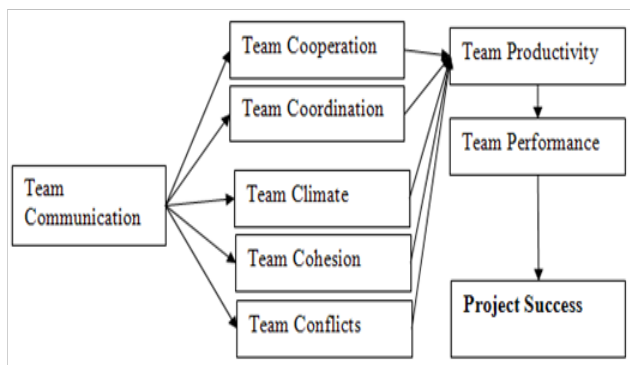 Team Cooperation
Team Productivity
Team Coordination
Team Performance
Team
Communication
Team Climate
Team Cohesion
Project Success
Team Conflicts